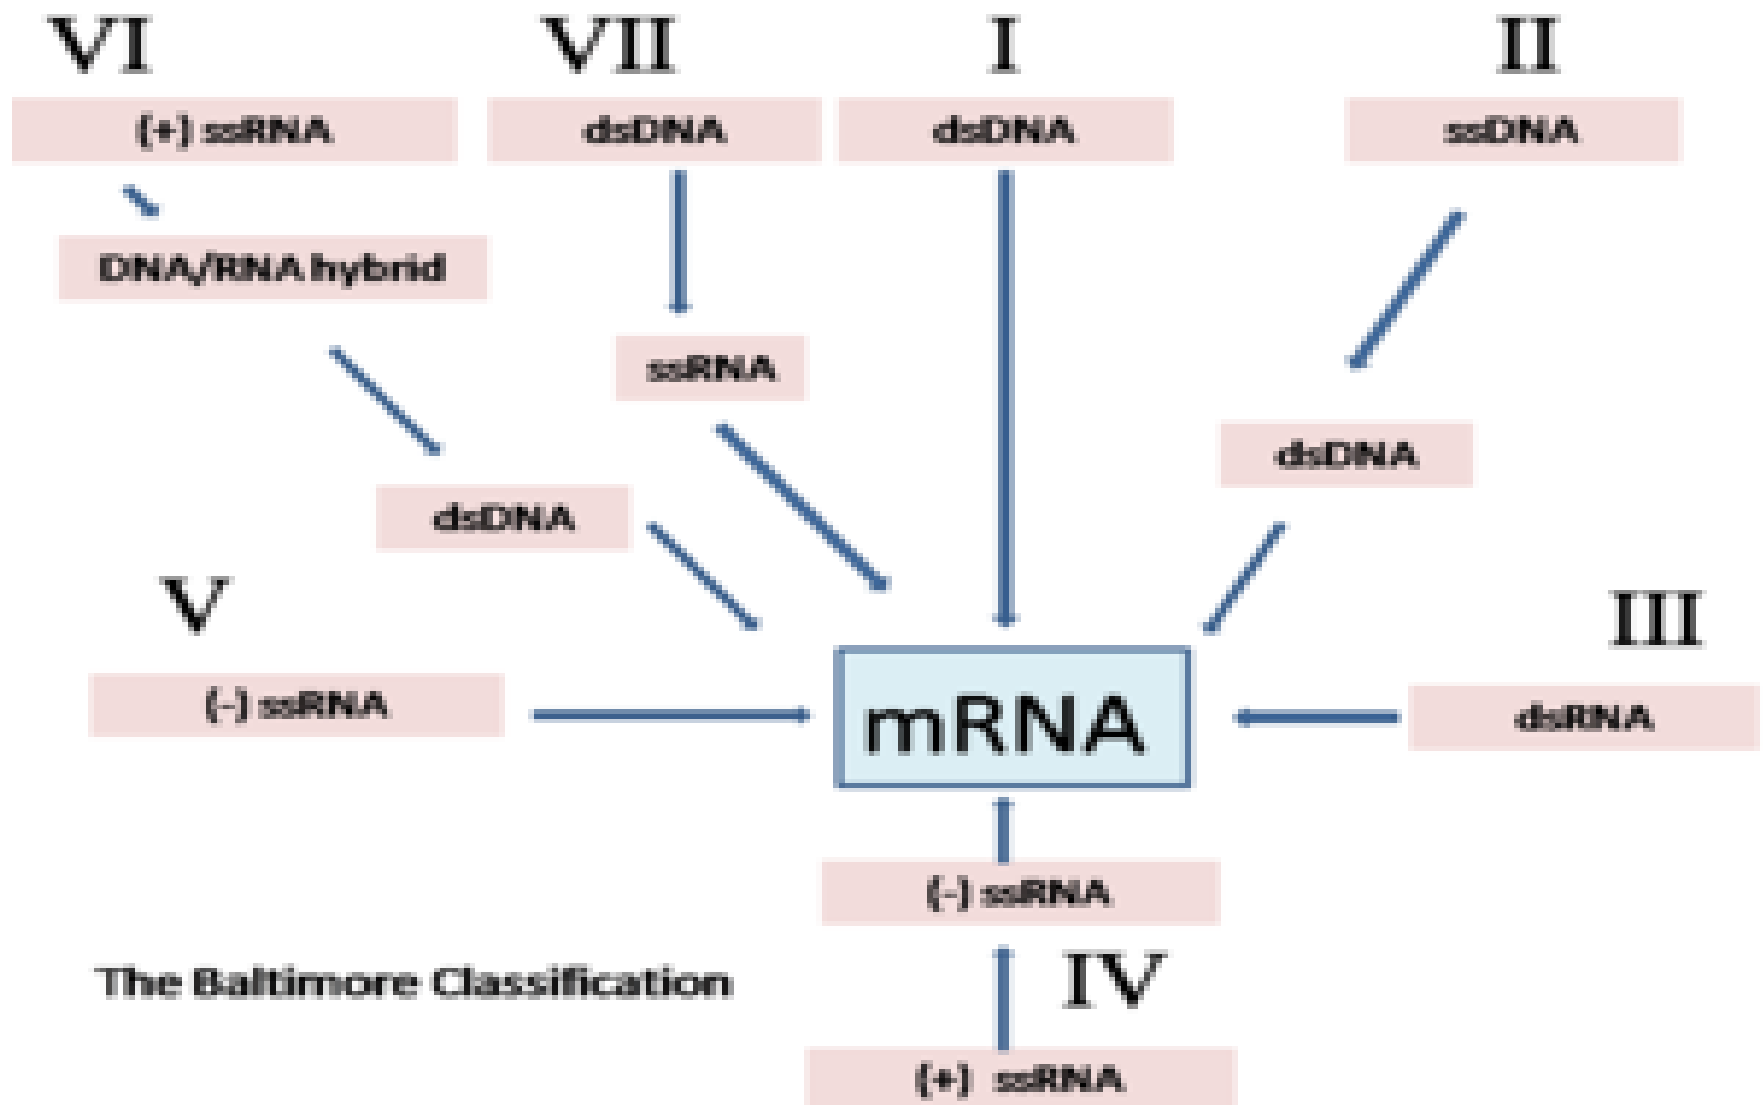 VI
VII
I
II
(+) ssRNA
dsDNA
dsDNA
ssDNA
DNA/RNA hybrid
ssRNA
dsDNA
dsDNA
V
III
(-) ssRNA
mRNA
dsRNA
(-) ssRNA
The Baltimore Classification
IV
(+) ssRNA